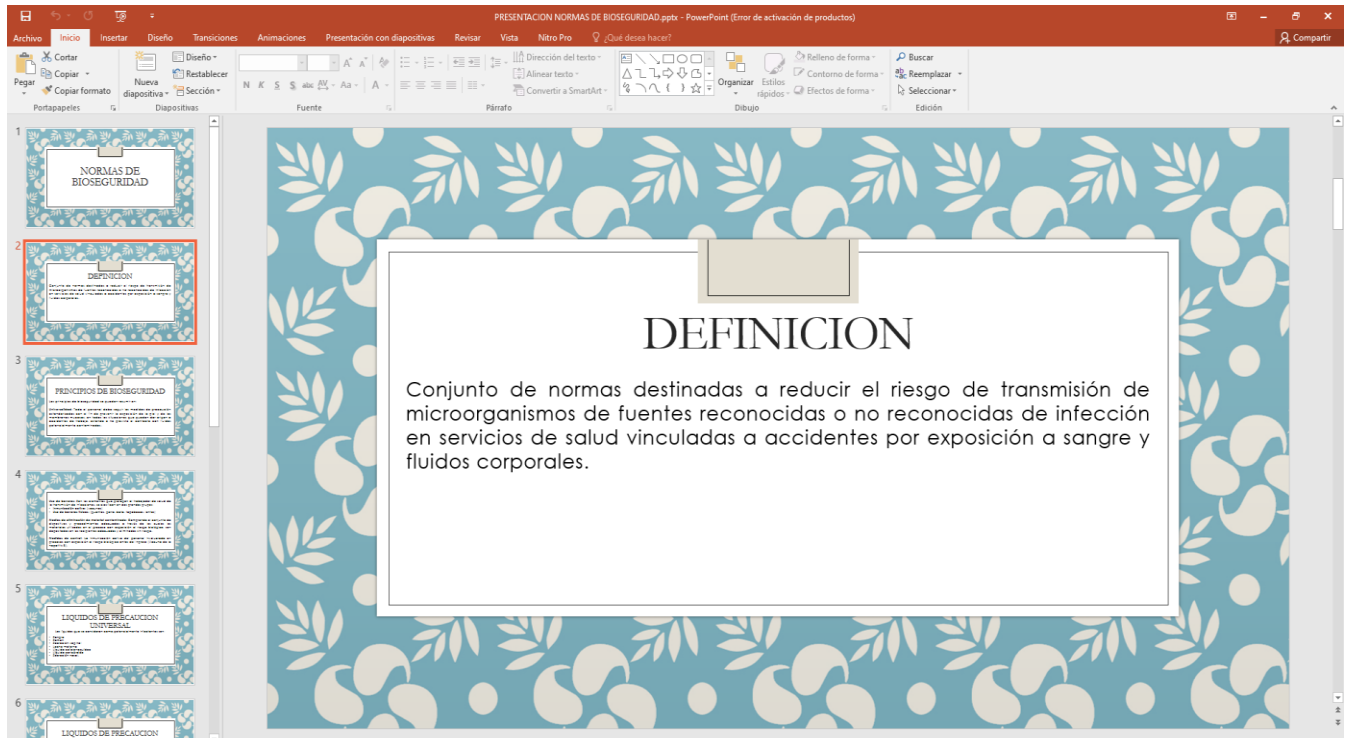 PRESENTACION NORMAS DE BIOSEGURIDAD.pptx - PowerPoint (Error de activación de productos)
Archivo Inicio Insertar Diseño Transiciones Animaciones Presentación con diapositivas Revisar Vista Nitro Pro ¿Qué desea hacer? Compartir
Pegar
Cortar
Copiar
Copiar formato
Portapapeles
Nueva diapositiva
Diseño
Restablecer
Sección
Diapositivas
N K S S abc AV Aa A
Fuente
Dirección del texto
Alinear texto
Convertir a SmartArt
Párrafo
Organizar
Estilos rápidos
Relleno de forma
Contorno de forma
Efectos de forma
Dibujo
Buscar
Reemplazar
Seleccionar
Edición
1
NORMAS DE
BIOSEGURIDAD
2
DEFINICION
3
PRINCIPIOS DE BIOSEGURIDAD
4
5
LIQUIDOS DE PRECAUCION
UNIVERSAL
6
LIQUIDOS DE PRECAUCION
DEFINICION
Conjunto de normas destinadas a reducir el riesgo de transmisión de
microorganismos de fuentes reconocidas o no reconocidas de infección
en servicios de salud vinculadas a accidentes por exposición a sangre y
fluidos corporales.